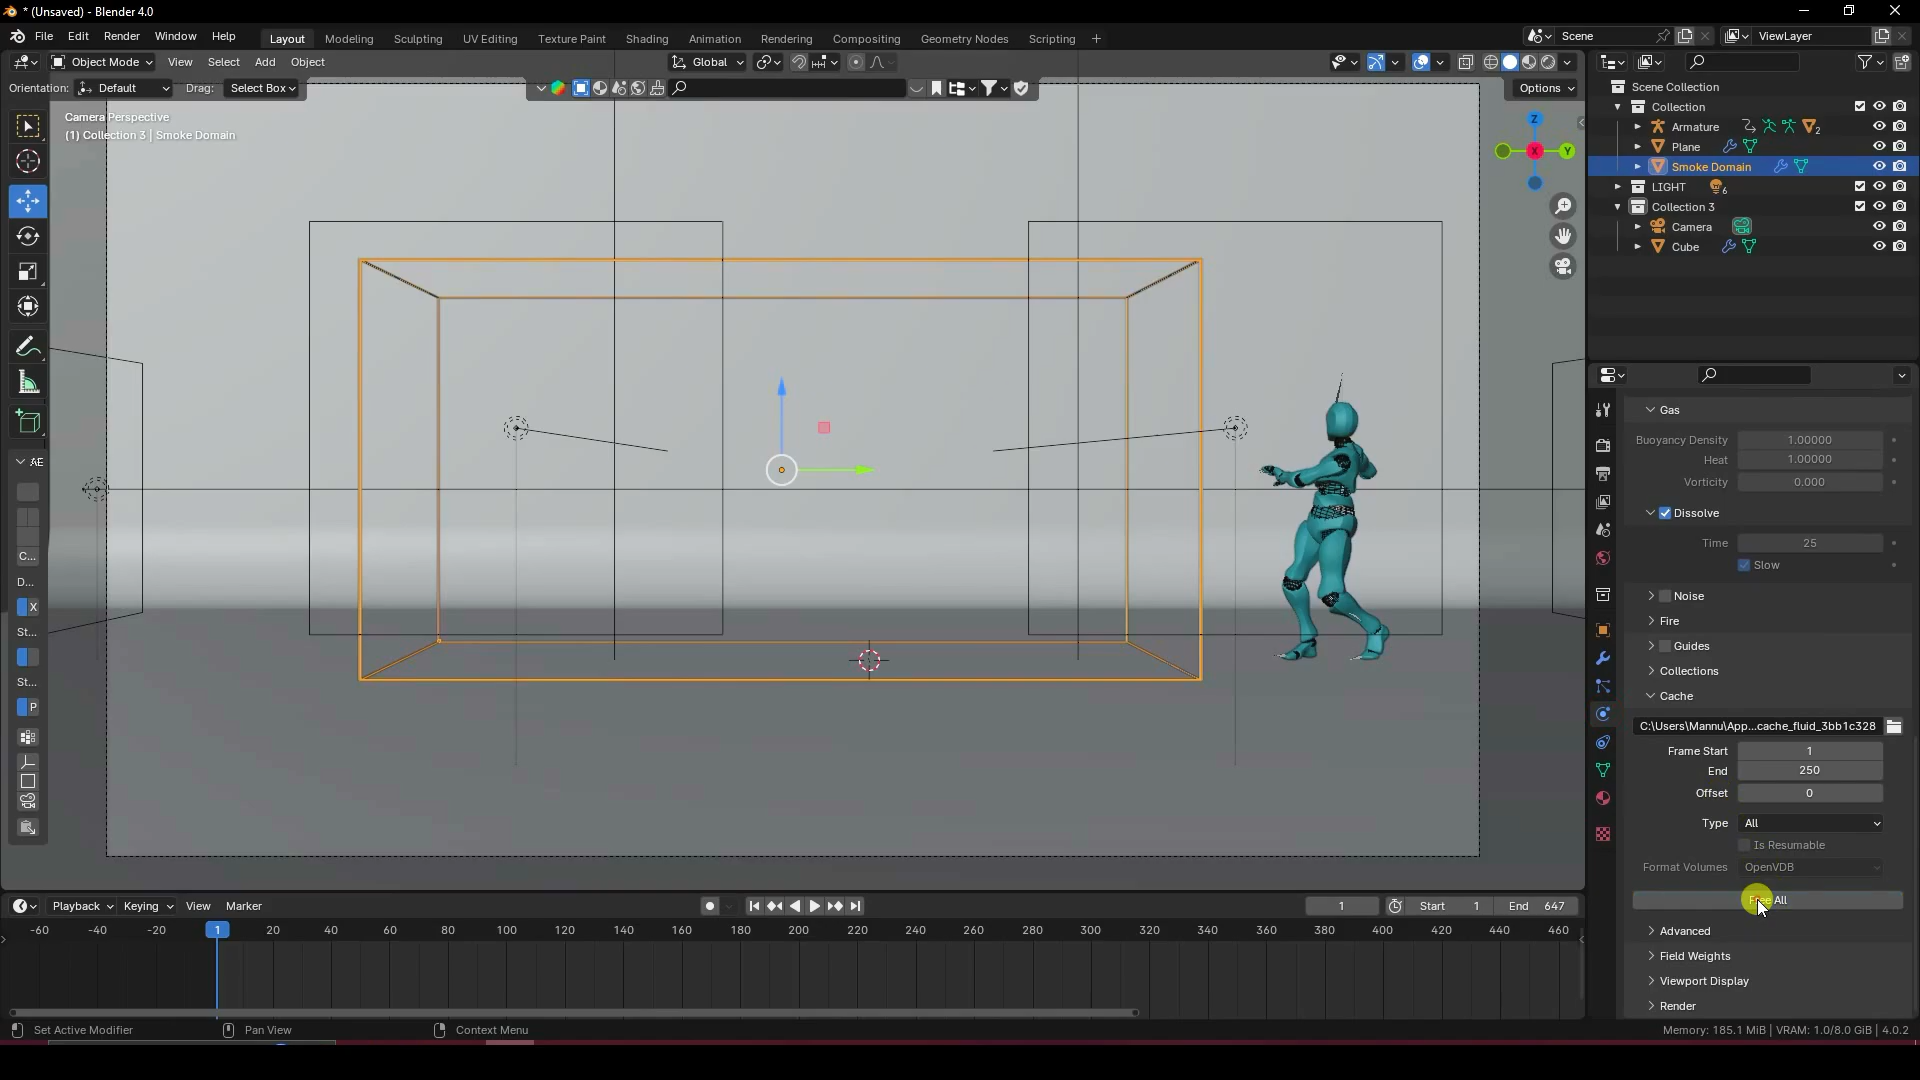 * (Unsaved) - Blender 4.0
File Edit Render Window Help
Layout Modeling Sculpting UV Editing Texture Paint Shading Animation Rendering Compositing Geometry Nodes Scripting +
Scene
ViewLayer
Object Mode View Select Add Object
Global
Orientation: Default Drag: Select Box
Options
Camera Perspective
(1) Collection 3 | Smoke Domain
Z
X
Y
Scene Collection
Collection
Armature
2
Plane
Smoke Domain
LIGHT
6
Collection 3
Camera
Cube
AE
C...
D...
X
St...
St...
P
Gas
Buoyancy Density 1.00000
Heat 1.00000
Vorticity 0.000
Dissolve
Time 25
Slow
Noise
Fire
Guides
Collections
Cache
C:\Users\Mannu\App...cache_fluid_3bb1c328
Frame Start 1
End 250
Offset 0
Type All
Is Resumable
Format Volumes OpenVDB
All
Advanced
Field Weights
Viewport Display
Render
Playback Keying View Marker
1
Start 1 End 647
-60 -40 -20 1 20 40 60 80 100 120 140 160 180 200 220 240 260 280 300 320 340 360 380 400 420 440 460
Set Active Modifier
Pan View
Context Menu
Memory: 185.1 MiB | VRAM: 1.0/8.0 GiB | 4.0.2